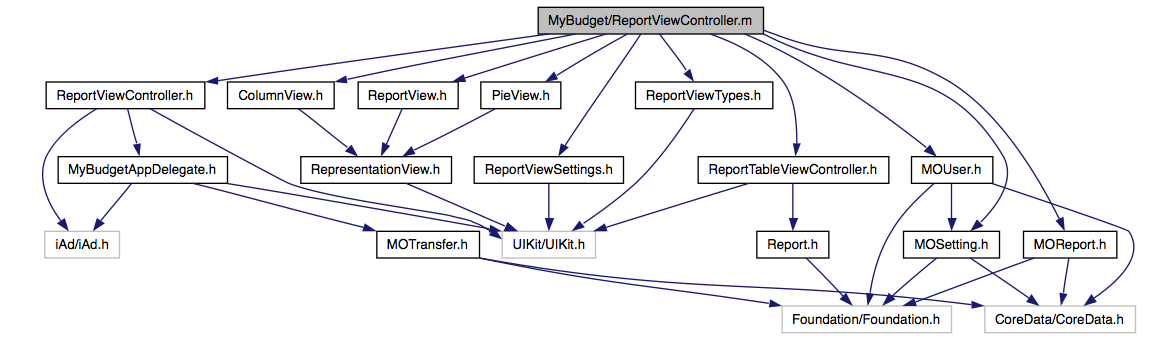 MyBudget/ReportViewController.m
ReportViewController.h
ColumnView.h
ReportView.h
PieView.h
ReportViewTypes.h
MyBudgetAppDelegate.h
RepresentationView.h
ReportViewSettings.h
ReportTableViewController.h
MOUser.h
iAd/iAd.h
MOTransfer.h
UIKit/UIKit.h
Report.h
MOSetting.h
MOReport.h
Foundation/Foundation.h
CoreData/CoreData.h